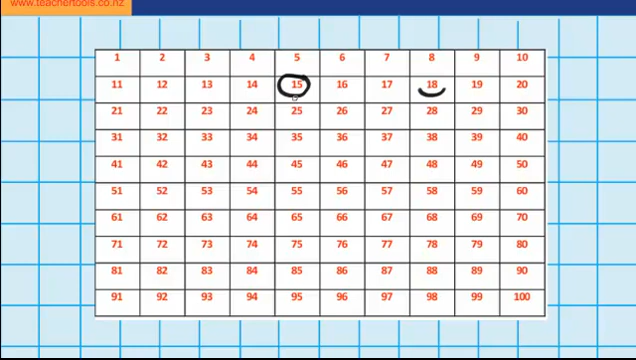 www.teachertools.co.nz
1 2 3 4 5 6 7 8 9 10
11 12 13 14 15 16 17 18 19 20
21 22 23 24 25 26 27 28 29 30
31 32 33 34 35 36 37 38 39 40
41 42 43 44 45 46 47 48 49 50
51 52 53 54 55 56 57 58 59 60
61 62 63 64 65 66 67 68 69 70
71 72 73 74 75 76 77 78 79 80
81 82 83 84 85 86 87 88 89 90
91 92 93 94 95 96 97 98 99 100